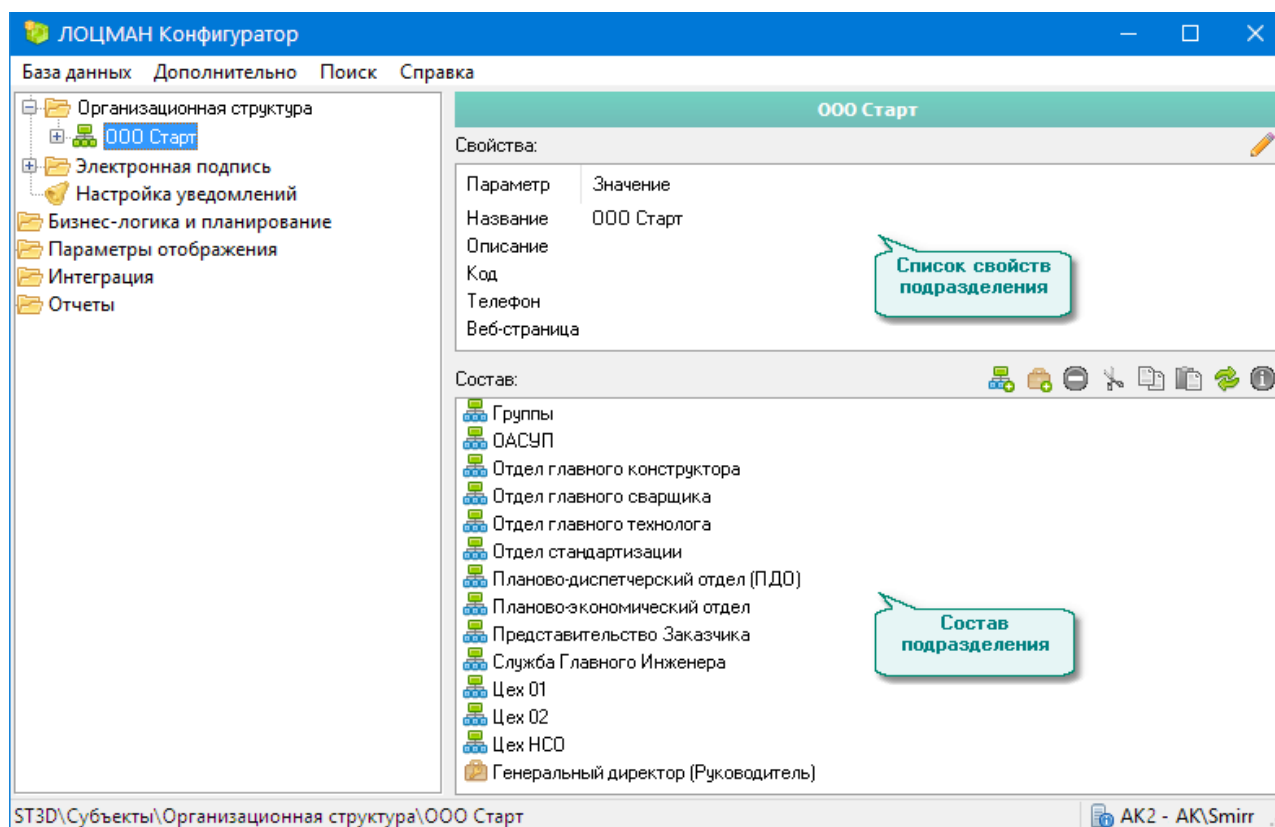 ЛОЦМАН Конфигуратор
База данных Дополнительно Поиск Справка
Организационная структура
ООО Старт
Электронная подпись
Настройка уведомлений
Бизнес-логика и планирование
Параметры отображения
Интеграция
Отчеты
ООО Старт
Свойства:
Параметр Значение
Название ООО Старт
Описание
Код
Телефон
Веб-страница
Список свойств
подразделения
Состав:
Группы
ОАСУП
Отдел главного конструктора
Отдел главного сварщика
Отдел главного технолога
Отдел стандартизации
Планово-диспетчерский отдел (ПДО)
Планово-экономический отдел
Представительство Заказчика
Служба Главного Инженера
Цех 01
Цех 02
Цех НСО
Генеральный директор (Руководитель)
Состав
подразделения
ST3D\Субъекты\Организационная структура\ООО Старт
AK2 - AK\Smirr